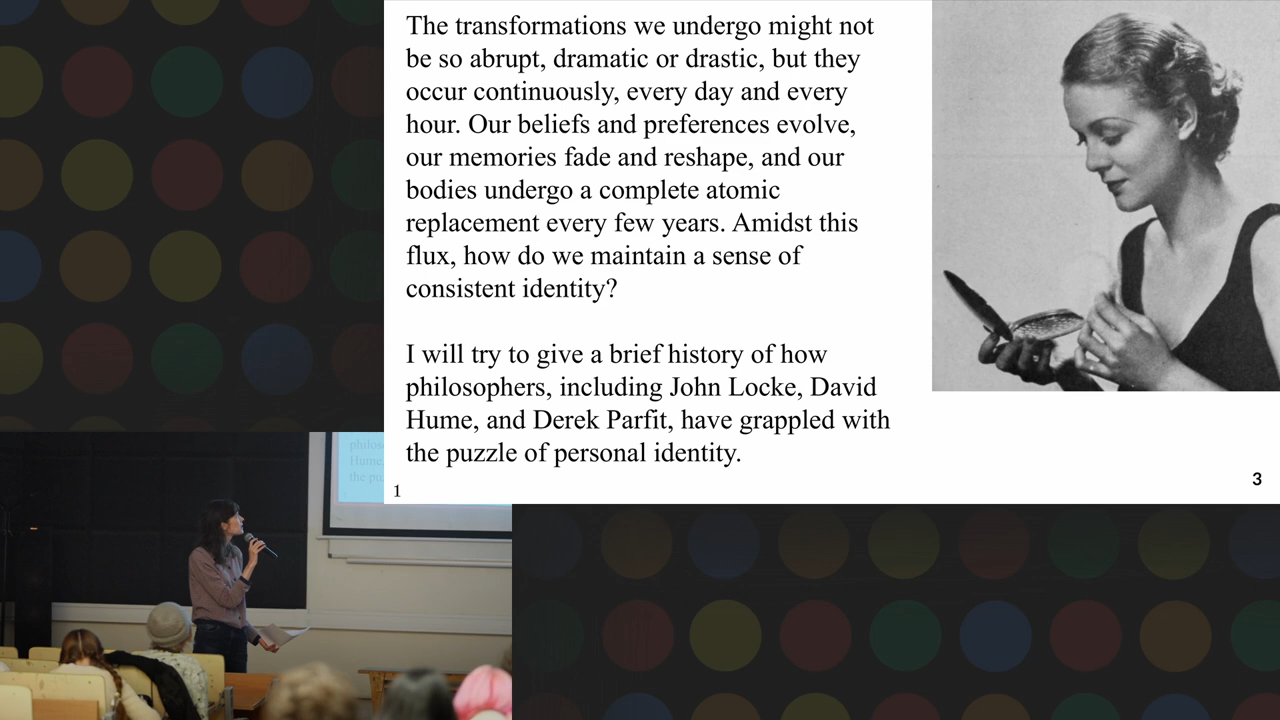 The transformations we undergo might not
be so abrupt, dramatic or drastic, but they
occur continuously, every day and every
hour. Our beliefs and preferences evolve,
our memories fade and reshape, and our
bodies undergo a complete atomic
replacement every few years. Amidst this
flux, how do we maintain a sense of
consistent identity?
I will try to give a brief history of how
philosophers, including John Locke, David
Hume, and Derek Parfit, have grappled with
the puzzle of personal identity.
1
3
philos
Hume,
the pu